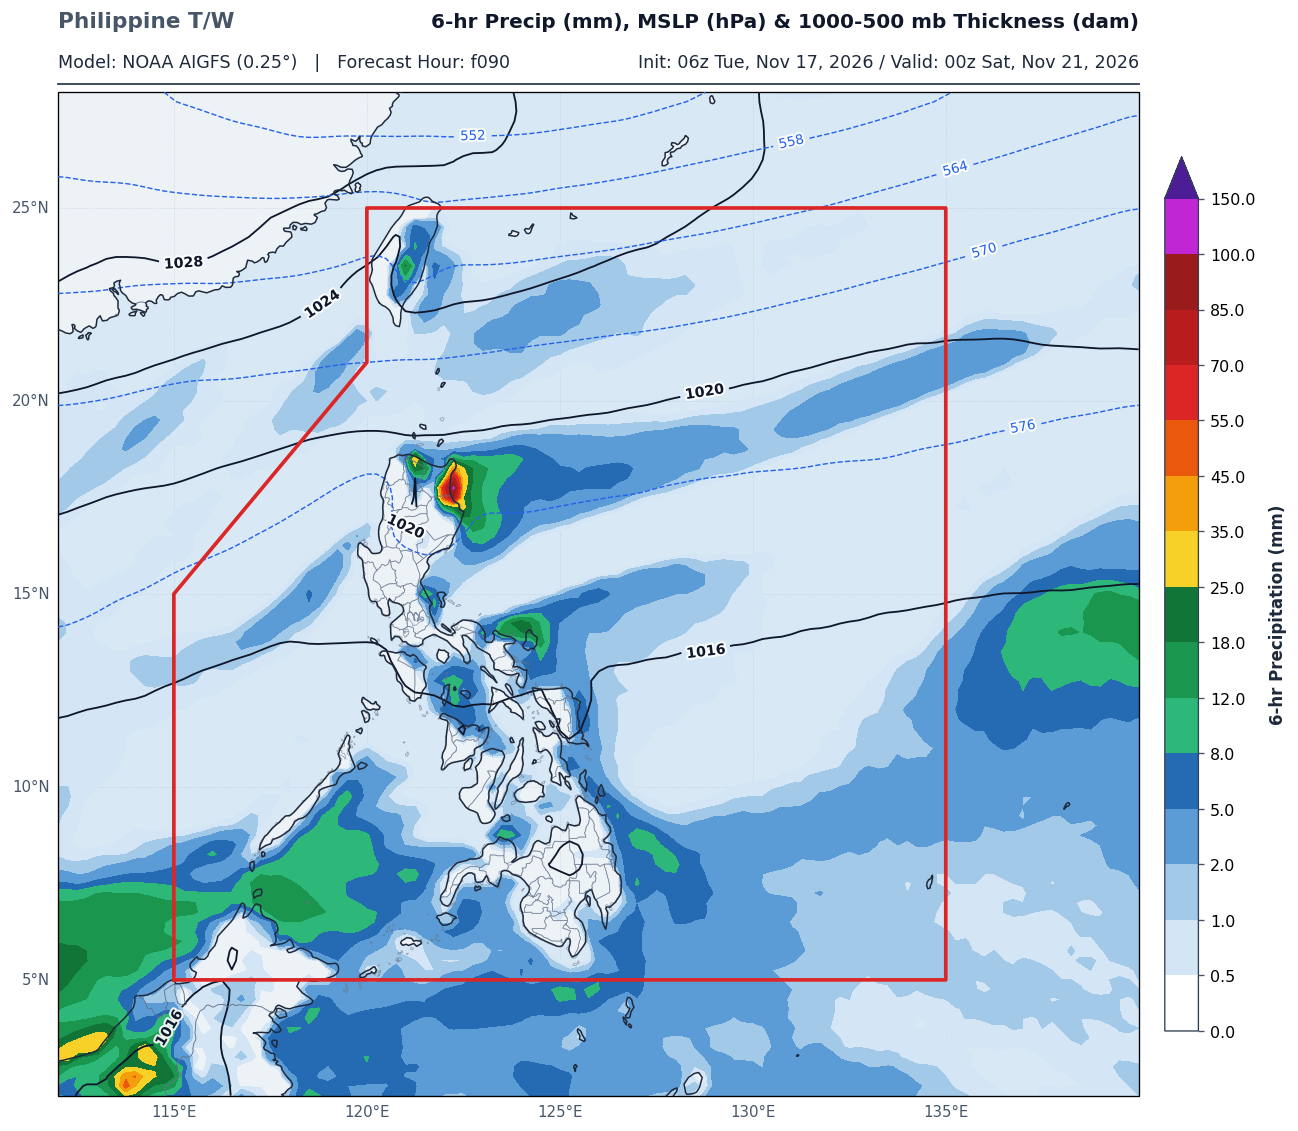 Philippine T/W
6-hr Precip (mm), MSLP (hPa) & 1000-500 mb Thickness (dam)
Model: NOAA AIGFS (0.25°) | Forecast Hour: f090
Init: 06z Tue, Nov 17, 2026 / Valid: 00z Sat, Nov 21, 2026
552
558
564
570
576
1028
1024
1020
1020
1016
1016
25°N
20°N
15°N
10°N
5°N
115°E
120°E
125°E
130°E
135°E
150.0
100.0
85.0
70.0
55.0
45.0
35.0
25.0
18.0
12.0
8.0
5.0
2.0
1.0
0.5
0.0
6-hr Precipitation (mm)